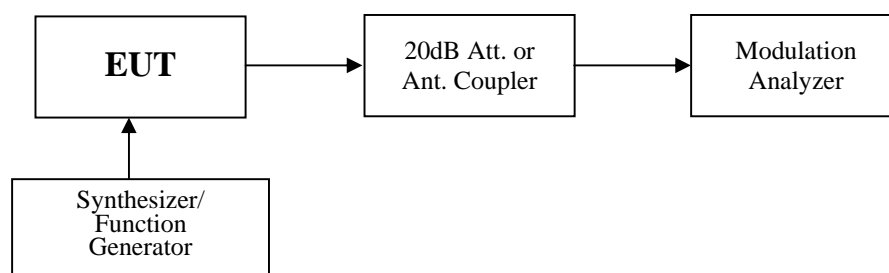 EUT
20dB Att. or
Ant. Coupler
Modulation
Analyzer
Synthesizer/
Function
Generator